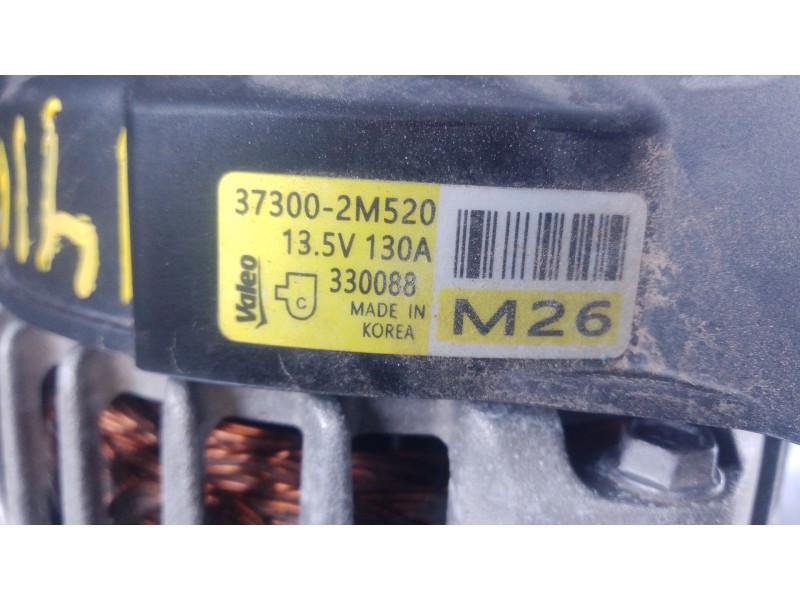 37300-2M520
13.5V 130A
Valeo
C
330088
MADE IN
KOREA
M26